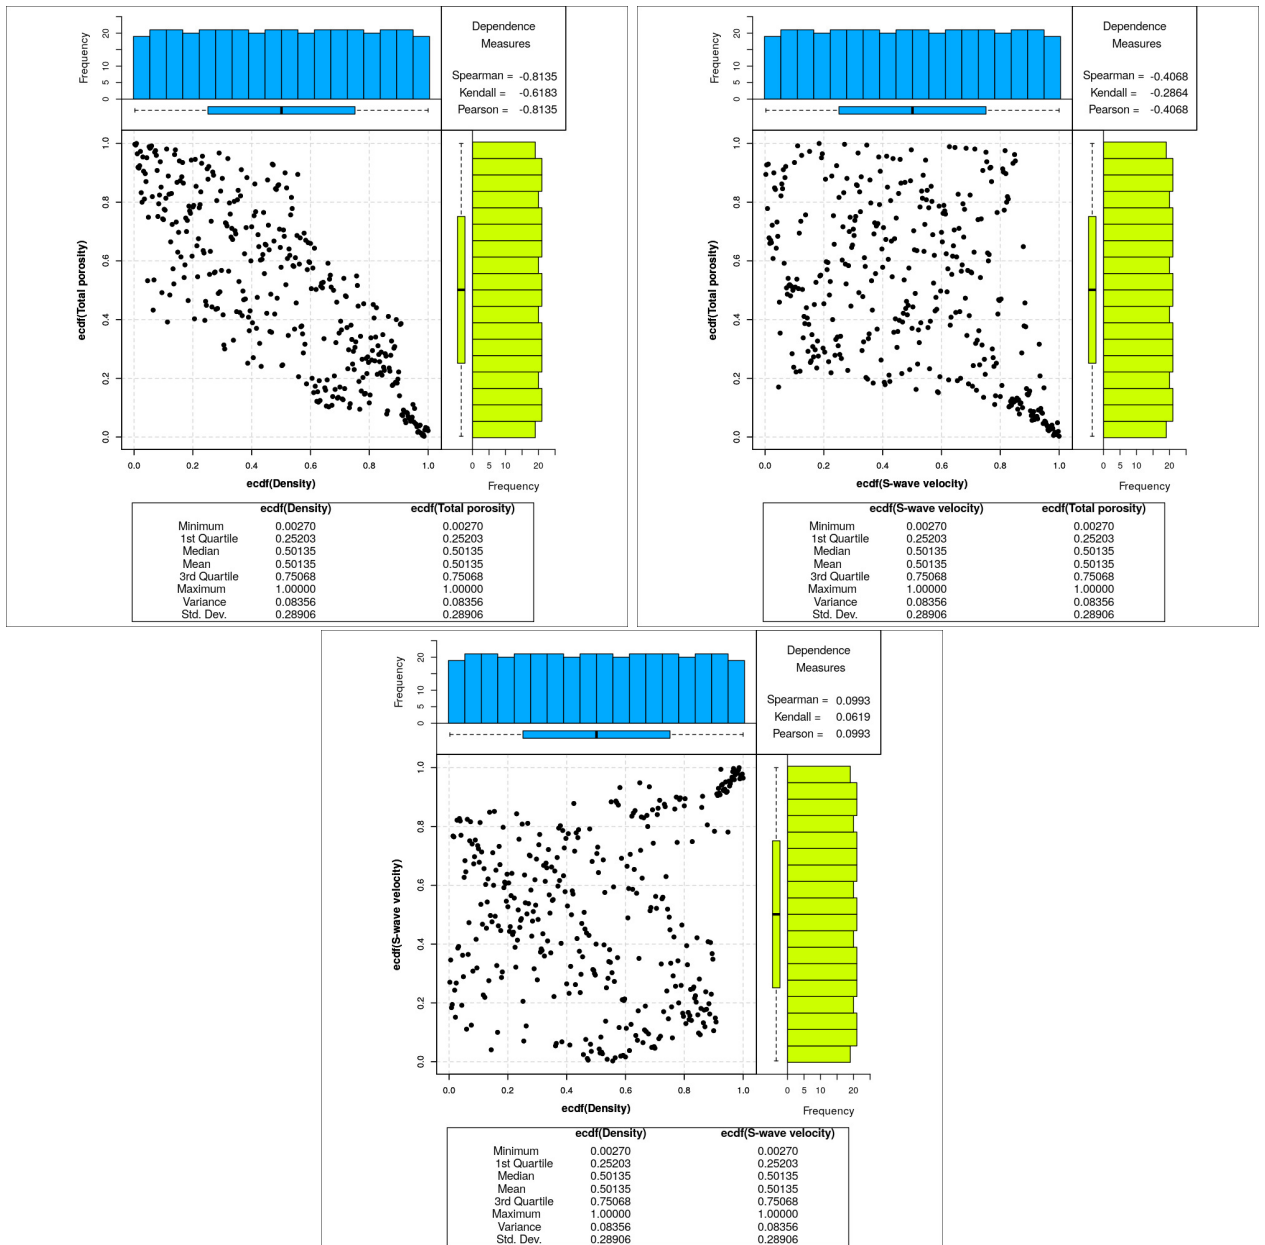 Dependence
Measures
Spearman = -0.8135
Kendall = -0.6183
Pearson = -0.8135
Frequency
0 5 10 20
ecdf(Total porosity)
0.0 0.2 0.4 0.6 0.8 1.0
0.0 0.2 0.4 0.6 0.8 1.0
ecdf(Density)
0 5 10 20
Frequency
ecdf(Density) ecdf(Total porosity)
Minimum 0.00270 0.00270
1st Quartile 0.25203 0.25203
Median 0.50135 0.50135
Mean 0.50135 0.50135
3rd Quartile 0.75068 0.75068
Maximum 1.00000 1.00000
Variance 0.08356 0.08356
Std. Dev. 0.28906 0.28906
Dependence
Measures
Spearman = -0.4068
Kendall = -0.2864
Pearson = -0.4068
Frequency
0 5 10 20
ecdf(Total porosity)
0.0 0.2 0.4 0.6 0.8 1.0
0.0 0.2 0.4 0.6 0.8 1.0
ecdf(S-wave velocity)
0 5 10 20
Frequency
ecdf(S-wave velocity) ecdf(Total porosity)
Minimum 0.00270 0.00270
1st Quartile 0.25203 0.25203
Median 0.50135 0.50135
Mean 0.50135 0.50135
3rd Quartile 0.75068 0.75068
Maximum 1.00000 1.00000
Variance 0.08356 0.08356
Std. Dev. 0.28906 0.28906
Dependence
Measures
Spearman = 0.0993
Kendall = 0.0619
Pearson = 0.0993
Frequency
0 5 10 20
ecdf(S-wave velocity)
0.0 0.2 0.4 0.6 0.8 1.0
0.0 0.2 0.4 0.6 0.8 1.0
ecdf(Density)
0 5 10 20
Frequency
ecdf(Density) ecdf(S-wave velocity)
Minimum 0.00270 0.00270
1st Quartile 0.25203 0.25203
Median 0.50135 0.50135
Mean 0.50135 0.50135
3rd Quartile 0.75068 0.75068
Maximum 1.00000 1.00000
Variance 0.08356 0.08356
Std. Dev. 0.28906 0.28906